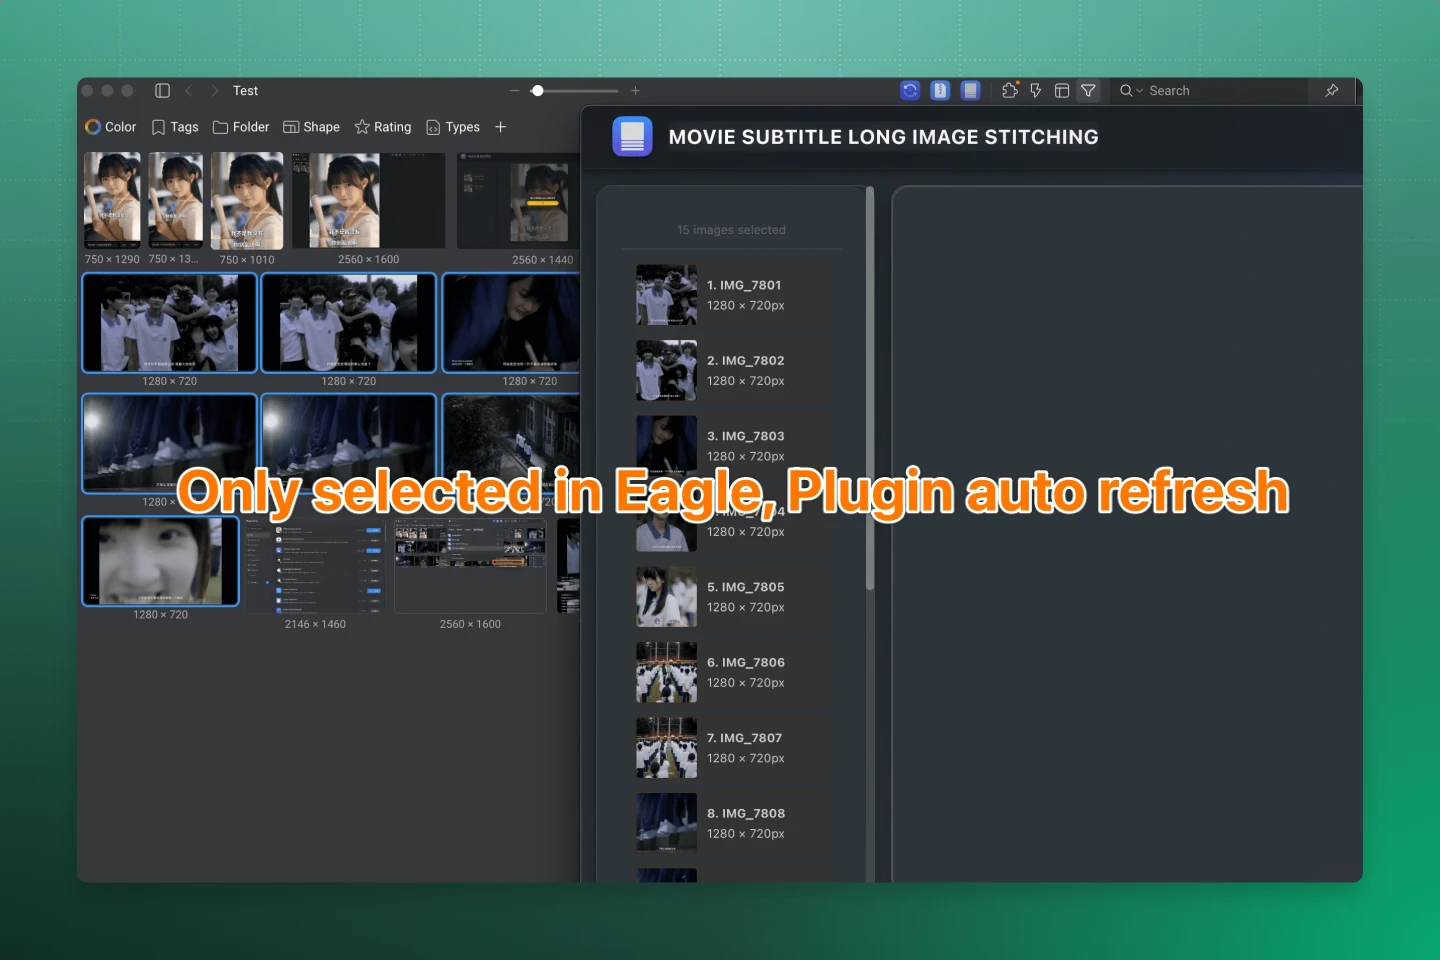 Test
Search
Color
Tags
Folder
Shape
Rating
Types
MOVIE SUBTITLE LONG IMAGE STITCHING
750 × 1290
750 × 13...
750 × 1010
2560 × 1600
2560 × 1440
15 images selected
1. IMG_7801
1280 × 720px
2. IMG_7802
1280 × 720px
3. IMG_7803
1280 × 720px
1280 × 720
1280 × 720
1280 × 720
1280 ×
Only selected in Eagle, Plugin auto refresh
1280 × 720px
5. IMG_7805
1280 × 720px
1280 × 720
2146 × 1460
2560 × 1600
6. IMG_7806
1280 × 720px
7. IMG_7807
1280 × 720px
8. IMG_7808
1280 × 720px